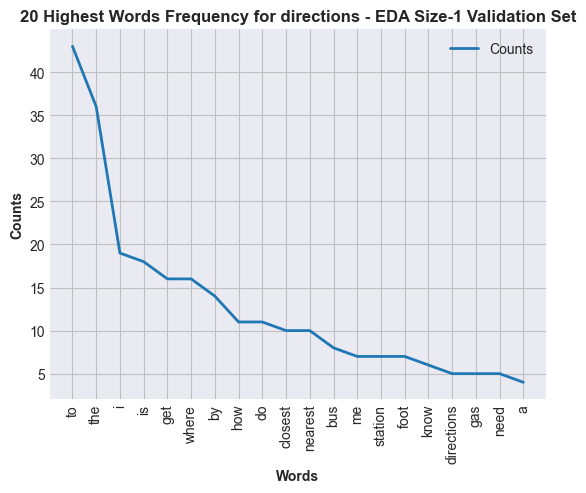 20 Highest Words Frequency for directions - EDA Size-1 Validation Set
Counts
40
35
30
25
20
15
10
5
Counts
to
the
i
is
get
where
by
how
do
closest
nearest
bus
me
station
foot
know
directions
gas
need
a
Words